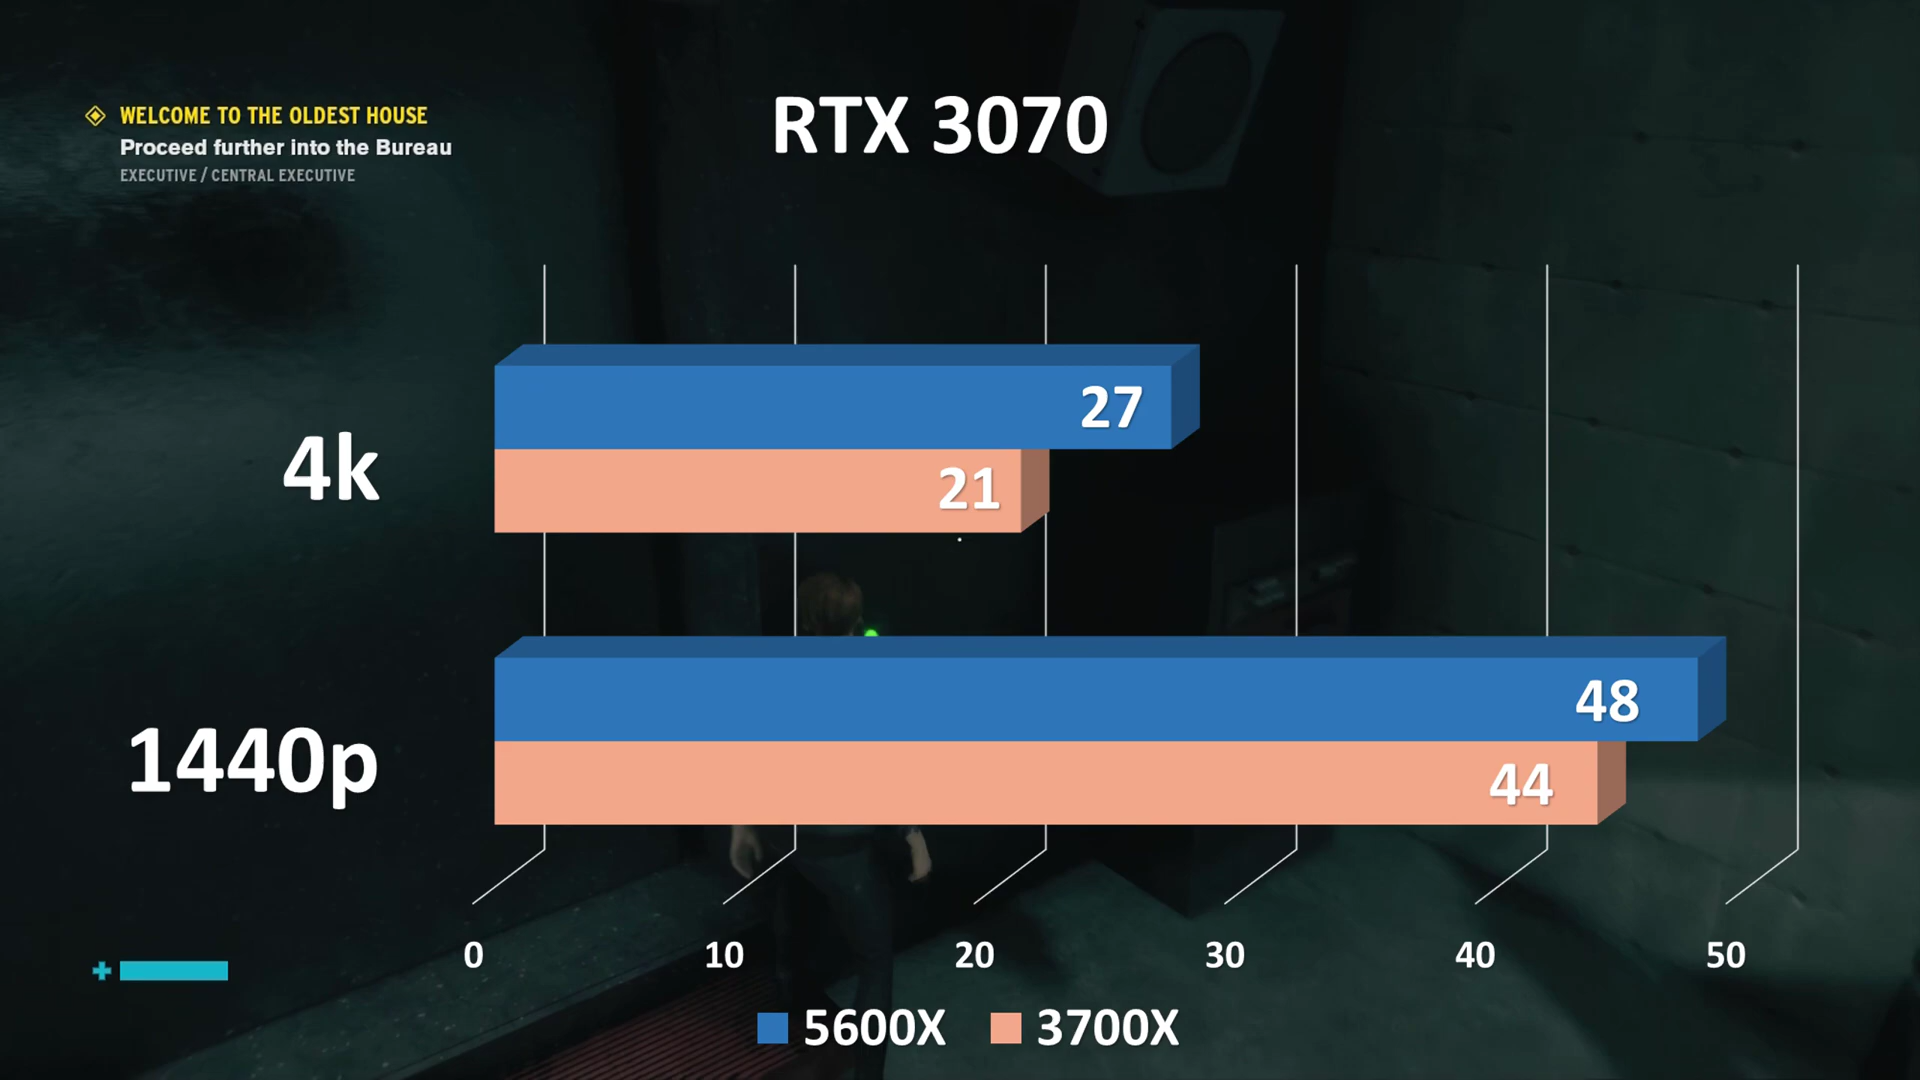 WELCOME TO THE OLDEST HOUSE
Proceed further into the Bureau
EXECUTIVE / CENTRAL EXECUTIVE
RTX 3070
4k
27
21
1440p
48
44
0 10 20 30 40 50
5600X 3700X